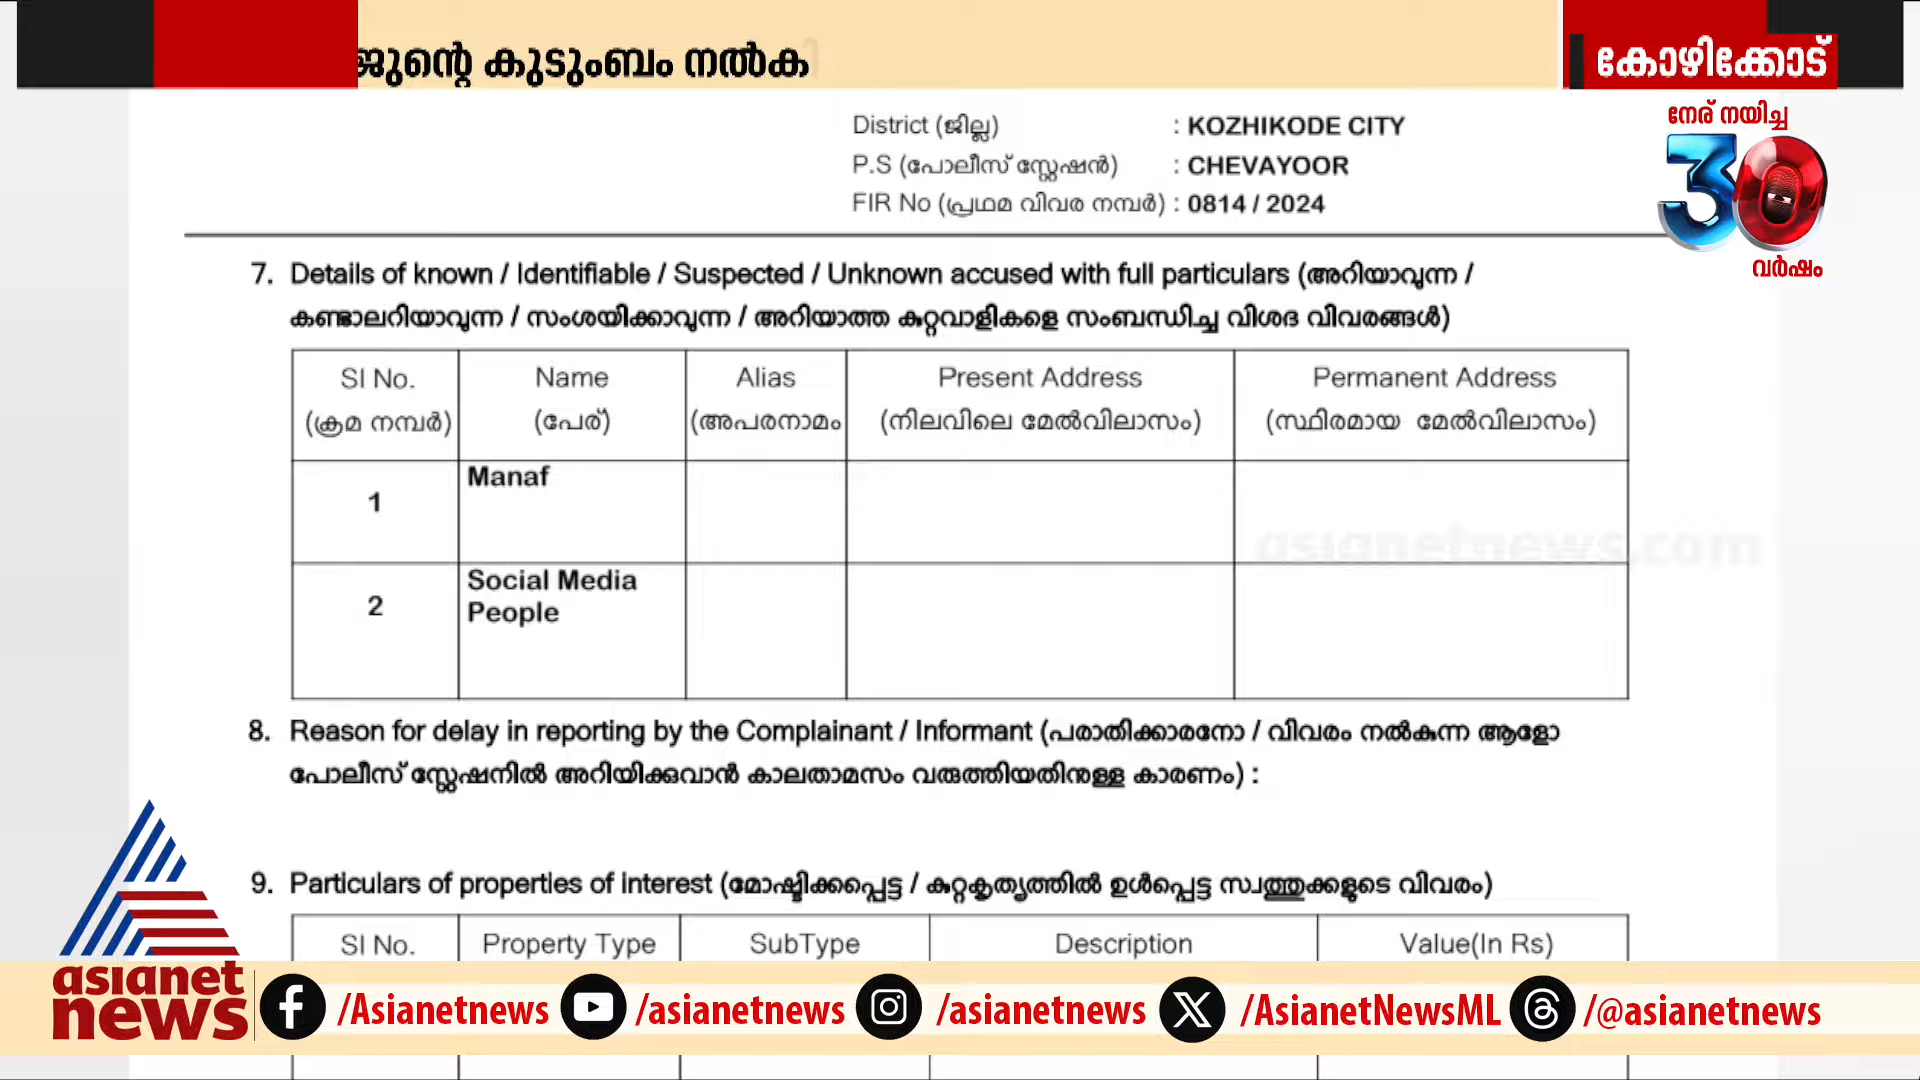 ജുന്റെ കുടുംബം നൽക
കോഴിക്കോട്
നേര് നയിച്ച
30
വർഷം
District (ജില്ല) : KOZHIKODE CITY
P.S (പോലീസ് സ്റ്റേഷൻ) : CHEVAYOOR
FIR No (പ്രഥമ വിവര നമ്പർ) : 0814 / 2024
7. Details of known / Identifiable / Suspected / Unknown accused with full particulars (അറിയാവുന്ന /
കണ്ടാലറിയാവുന്ന / സംശയിക്കാവുന്ന / അറിയാത്ത കുറ്റവാളികളെ സംബന്ധിച്ച വിശദ വിവരങ്ങൾ)
Sl No. Name Alias Present Address Permanent Address
(ക്രമ നമ്പർ) (പേര്) (അപരനാമം (നിലവിലെ മേൽവിലാസം) (സ്ഥിരമായ മേൽവിലാസം)
1 Manaf
asianetnews.com
2 Social Media
People
8. Reason for delay in reporting by the Complainant / Informant (പരാതിക്കാരനോ / വിവരം നൽകുന്ന ആളോ
പോലീസ് സ്റ്റേഷനിൽ അറിയിക്കുവാൻ കാലതാമസം വരുത്തിയതിനുള്ള കാരണം) :
9. Particulars of properties of interest (മോഷ്ടിക്കപ്പെട്ട / കുറ്റകൃത്യത്തിൽ ഉൾപ്പെട്ട സ്വത്തുക്കളുടെ വിവരം)
Sl No. Property Type SubType Description Value(In Rs)
asianet
news
/Asianetnews /asianetnews /asianetnews /AsianetNewsML /@asianetnews